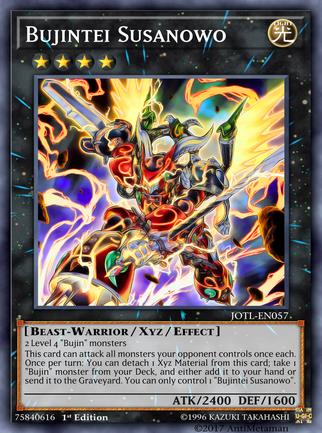 Bujintei Susanowo
LIGHT
光
JOTL-EN057
[Beast-Warrior / Xyz / Effect]
2 Level 4 "Bujin" monsters
This card can attack all monsters your opponent controls once each.
Once per turn: You can detach 1 Xyz Material from this card; take 1
"Bujin" monster from your Deck, and either add it to your hand or
send it to the Graveyard. You can only control 1 "Bujintei Susanowo".
ATK/2400 DEF/1600
75840616 1st Edition ©1996 KAZUKI TAKAHASHI
©2017 AntiMetaman